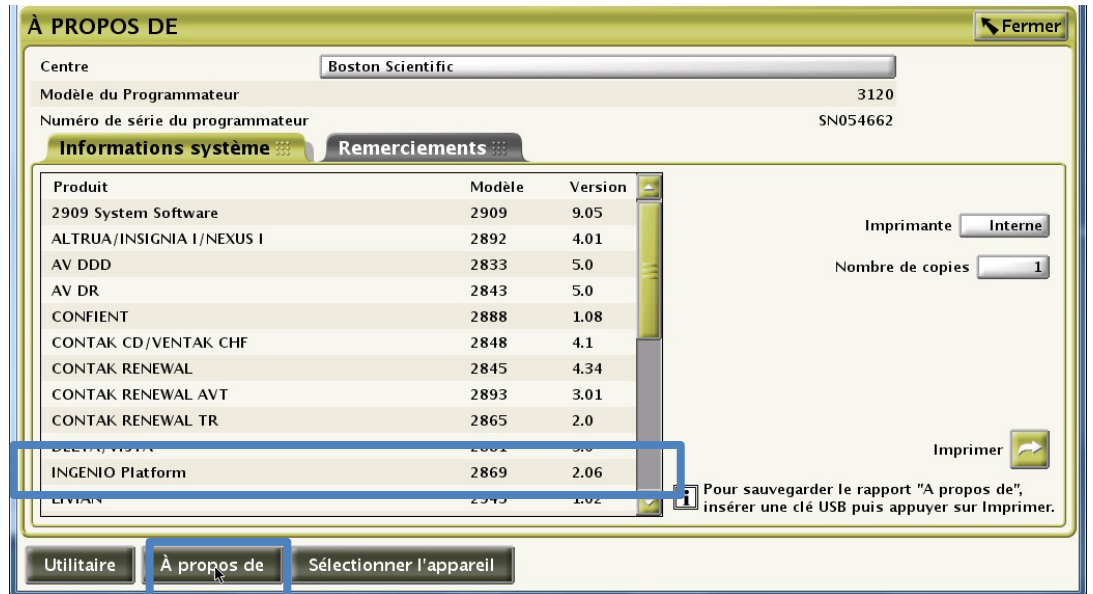 À PROPOS DE Fermer
Centre Boston Scientific
Modèle du Programmateur 3120
Numéro de série du programmateur SN054662
Informations système Remerciements
Produit Modèle Version
2909 System Software 2909 9.05
ALTRUA/INSIGNIA I/NEXUS I 2892 4.01
AV DDD 2833 5.0
AV DR 2843 5.0
CONFIENT 2888 1.08
CONTAK CD/VENTAK CHF 2848 4.1
CONTAK RENEWAL 2845 4.34
CONTAK RENEWAL AVT 2893 3.01
CONTAK RENEWAL TR 2865 2.0
INGENIO Platform 2869 2.06
Imprimante Interne
Nombre de copies 1
Imprimer
Pour sauvegarder le rapport "A propos de",
insérer une clé USB puis appuyer sur Imprimer.
Utilitaire À propos de Sélectionner l'appareil